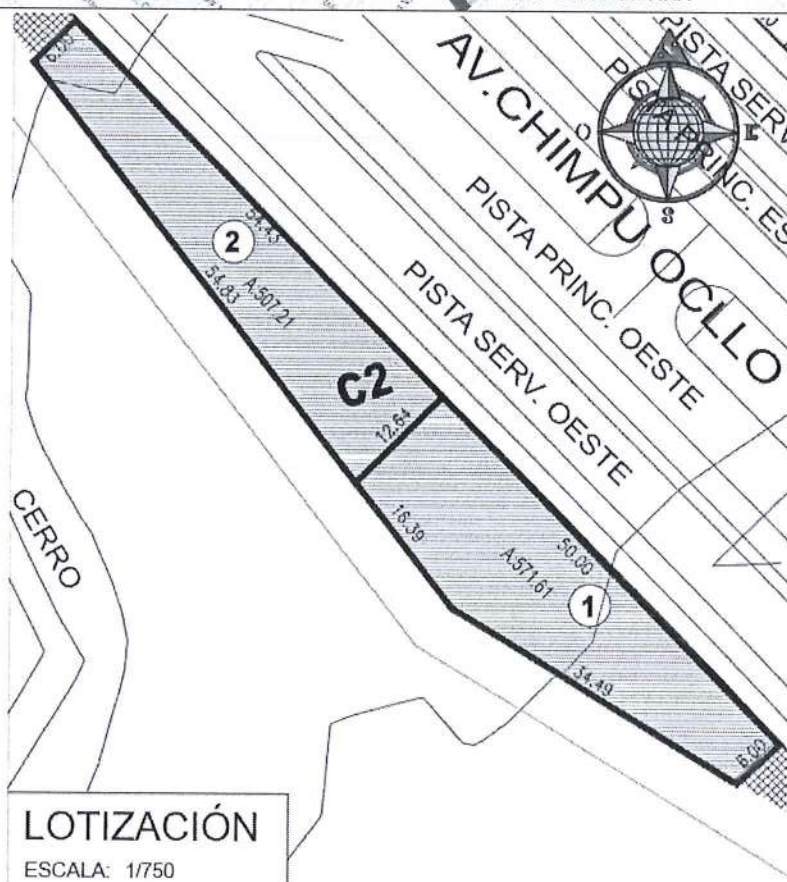 PISTA SERV.
PISTA PRINC. ES
AV.CHIMPU OCLLO
O
E
S
PISTA PRINC. OESTE
PISTA SERV. OESTE
2
54.43
54.83
A.507.21
C2
12.64
16.39
50.00
A.571.61
1
34.49
6.00
CERRO
LOTIZACIÓN
ESCALA: 1/750